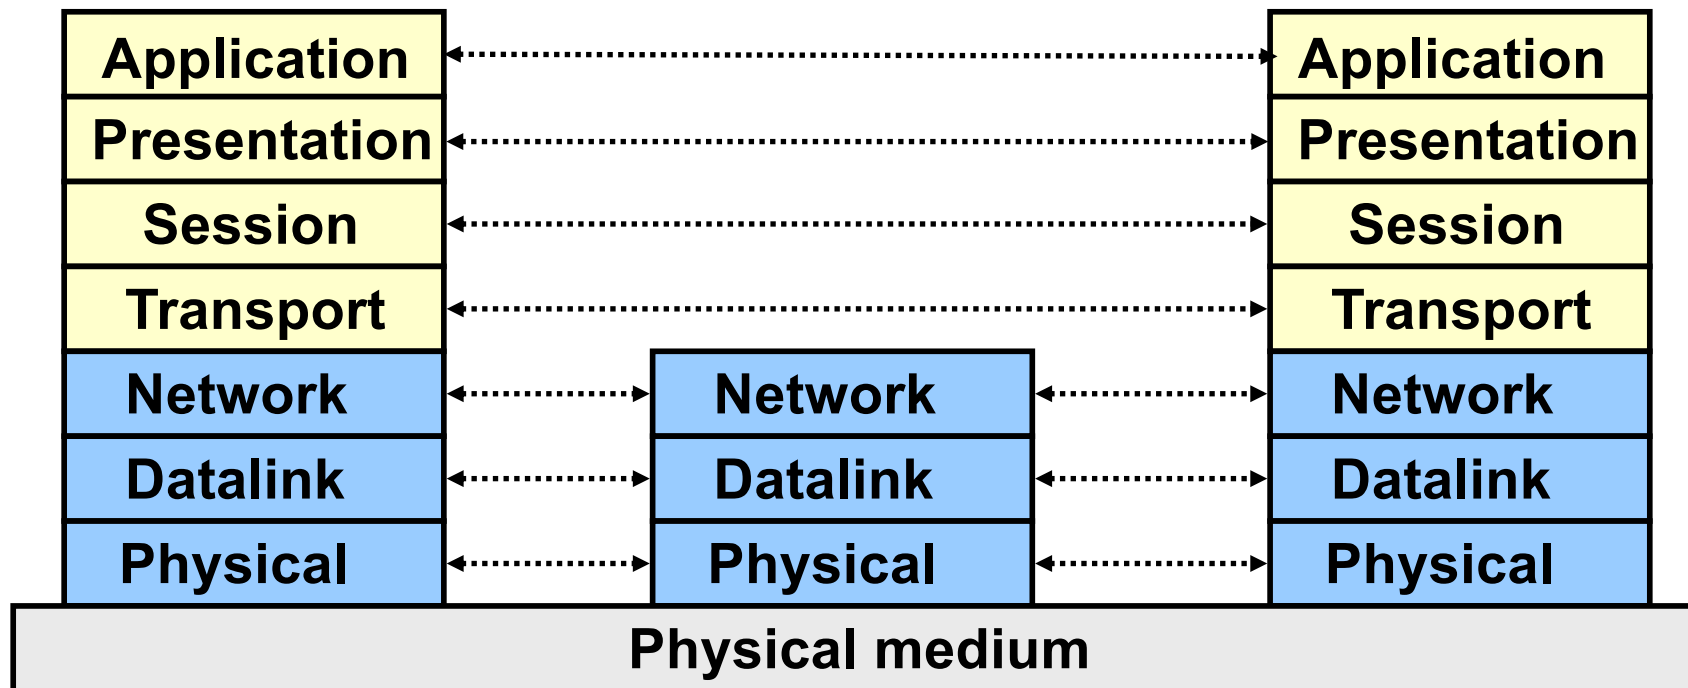 Application
Application
Presentation
Presentation
Session
Session
Transport
Transport
Network
Network
Network
Datalink
Datalink
Datalink
Physical
Physical
Physical
Physical medium